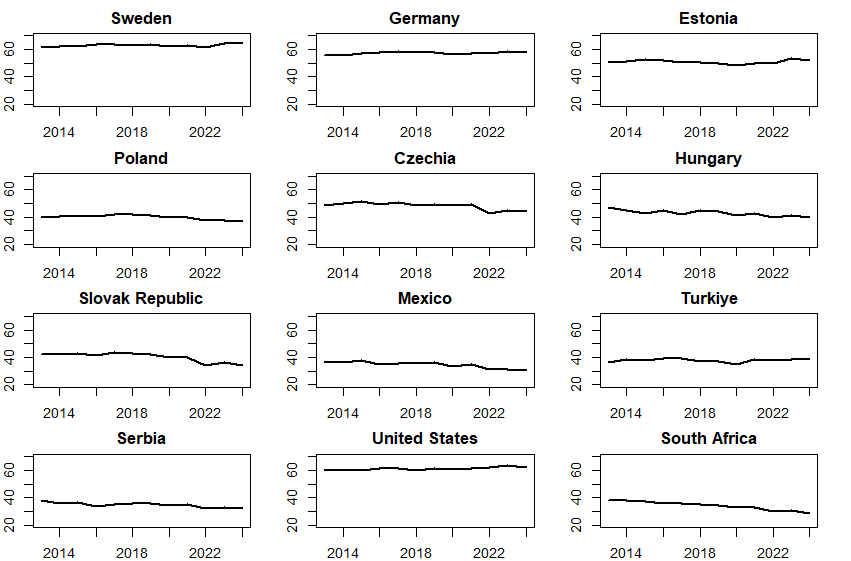 Sweden Germany Estonia
20 40 60 20 40 60 20 40 60
2014 2018 2022 2014 2018 2022 2014 2018 2022
Poland Czechia Hungary
20 40 60 20 40 60 20 40 60
2014 2018 2022 2014 2018 2022 2014 2018 2022
Slovak Republic Mexico Turkiye
20 40 60 20 40 60 20 40 60
2014 2018 2022 2014 2018 2022 2014 2018 2022
Serbia United States South Africa
20 40 60 20 40 60 20 40 60
2014 2018 2022 2014 2018 2022 2014 2018 2022